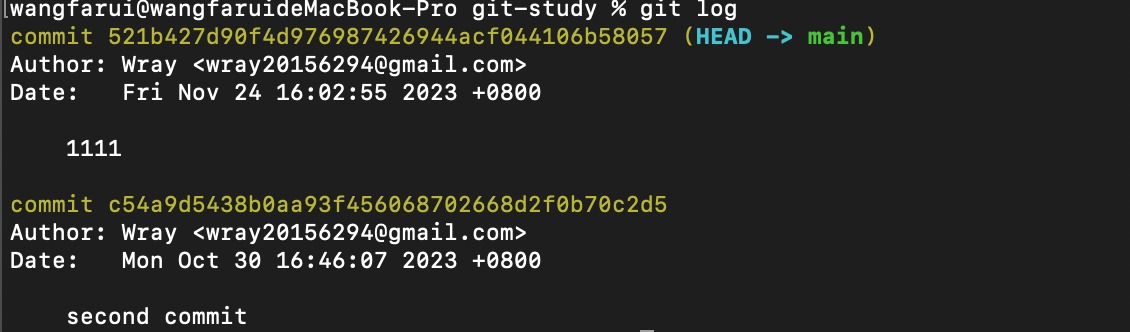 wangfarui@wangfaruideMacBook-Pro git-study % git log
commit 521b427d90f4d976987426944acf044106b58057 (HEAD -> main)
Author: Wray <wray20156294@gmail.com>
Date:   Fri Nov 24 16:02:55 2023 +0800
1111
commit c54a9d5438b0aa93f456068702668d2f0b70c2d5
Author: Wray <wray20156294@gmail.com>
Date:   Mon Oct 30 16:46:07 2023 +0800
second commit